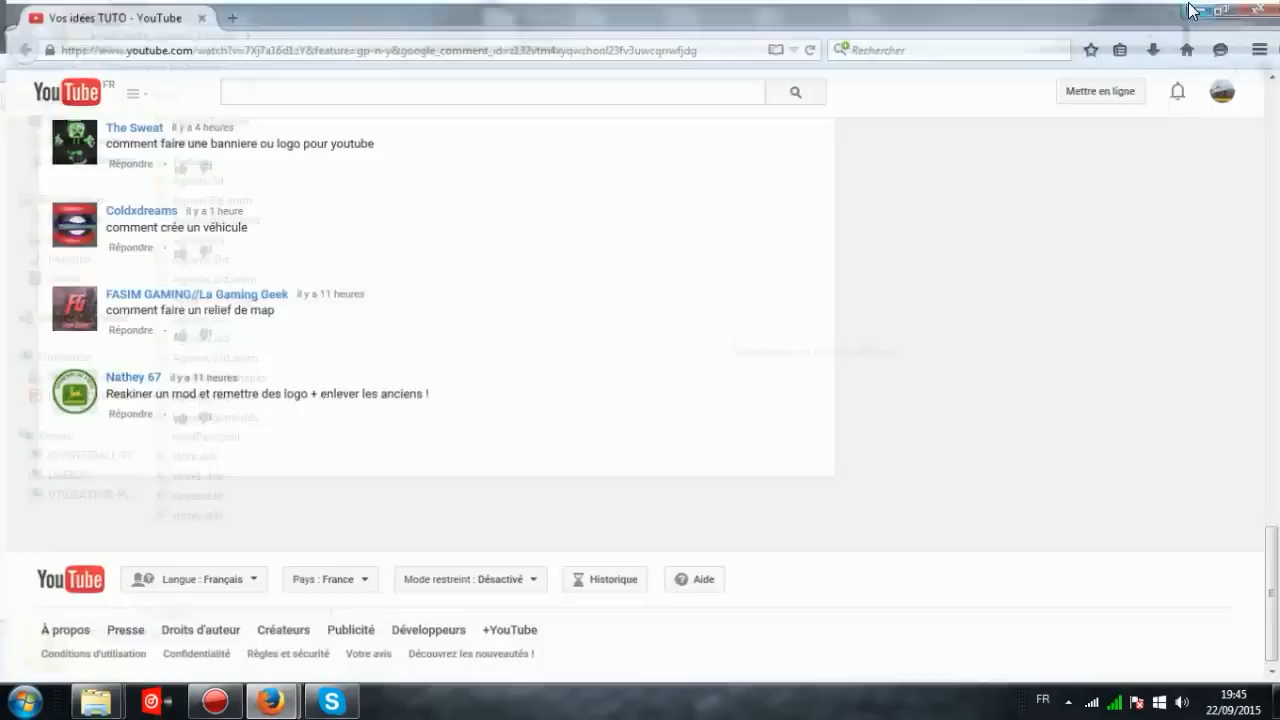 Vos idées TUTO - YouTube
https://www.youtube.com/watch?v=7Xj7a16d1zY&feature=gp-n-y&google_comment_id=
Rechercher
YouTube FR
Mettre en ligne
The Sweat il y a 4 heures
comment faire une banniere ou logo pour youtube
Répondre
Coldxdreams il y a 1 heure
comment crée un véhicule
Répondre
FASIM GAMING//La Gaming Geek il y a 11 heures
comment faire un relief de map
Répondre
Nathey 67 il y a 11 heures
Reskiner un mod et remettre des logo + enlever les anciens !
Répondre
YouTube
Langue : Français
Pays : France
Mode restreint : Désactivé
Historique
Aide
À propos Presse Droits d'auteur Créateurs Publicité Développeurs +YouTube
Conditions d'utilisation Confidentialité Règles et sécurité Votre avis Découvrez les nouveautés !
FR
19:45
22/09/2015